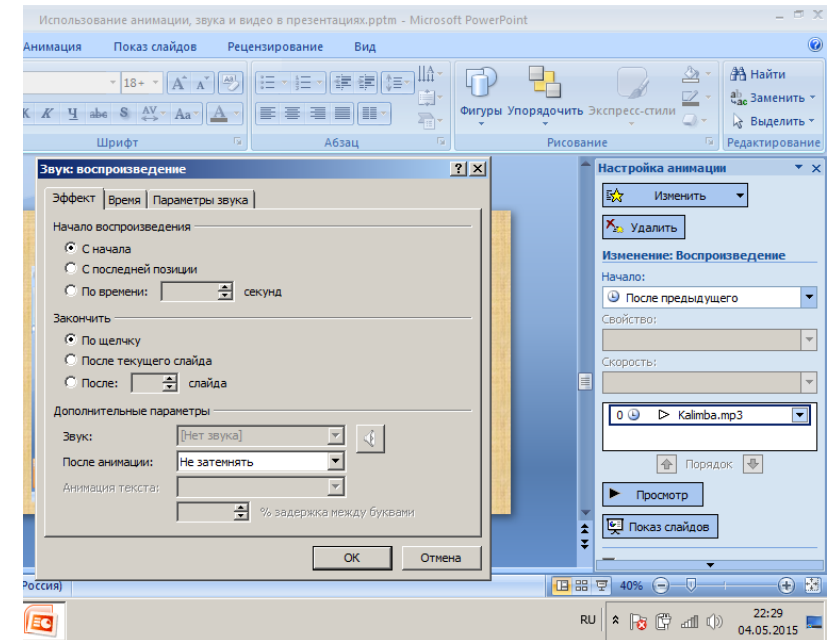 Использование анимации, звука и видео в презентациях.pptm - Microsoft PowerPoint
Анимация Показ слайдов Рецензирование Вид
18+ Найти
Заменить
К Ч abc S AV Aa А Фигуры Упорядочить Экспресс-стили Выделить
Шрифт Абзац Рисование Редактирование
Звук: воспроизведение
Эффект Время Параметры звука
Начало воспроизведения
С начала
С последней позиции
По времени: секунд
Закончить
По щелчку
После текущего слайда
После: слайда
Дополнительные параметры
Звук: [Нет звука]
После анимации: Не затемнять
Анимация текста:
% задержка между буквами
ОК Отмена
Настройка анимации
Изменить
Удалить
Изменение: Воспроизведение
Начало:
После предыдущего
Свойство:
Скорость:
0 Kalimba.mp3
Порядок
Просмотр
Показ слайдов
Россия) 40%
RU 22:29
04.05.2015